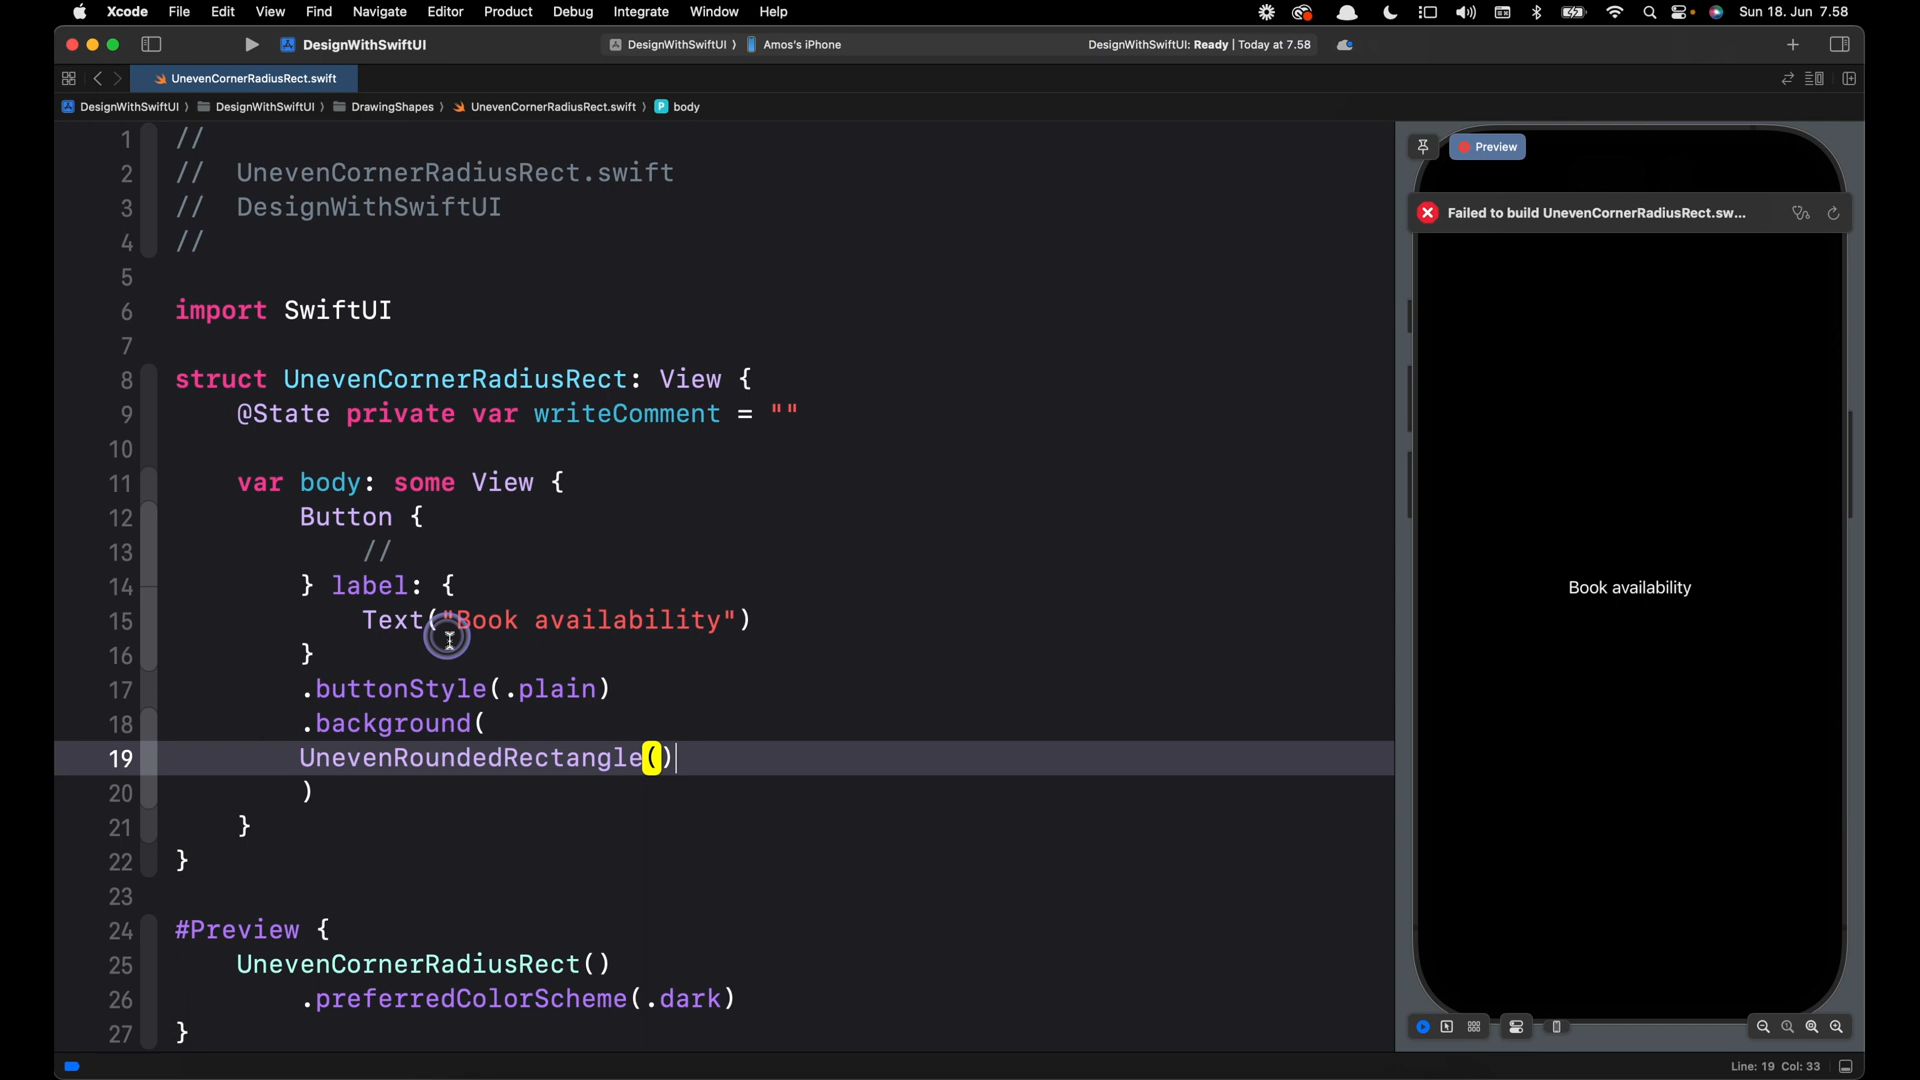 Xcode File Edit View Find Navigate Editor Product Debug Integrate Window Help Sun 18. Jun 7.58
DesignWithSwiftUI DesignWithSwiftUI 〉 Amos's iPhone DesignWithSwiftUI: Ready | Today at 7.58
UnevenCornerRadiusRect.swift
DesignWithSwiftUI 〉 DesignWithSwiftUI 〉 DrawingShapes 〉 UnevenCornerRadiusRect.swift 〉 P body
1 //
2 // UnevenCornerRadiusRect.swift
3 // DesignWithSwiftUI
4 //
5
6 import SwiftUI
7
8 struct UnevenCornerRadiusRect: View {
9 @State private var writeComment = ""
10
11 var body: some View {
12 Button {
13 //
14 } label: {
15 Text("Book availability")
16 }
17 .buttonStyle(.plain)
18 .background(
19 UnevenRoundedRectangle()
20 )
21 }
22 }
23
24 #Preview {
25 UnevenCornerRadiusRect()
26 .preferredColorScheme(.dark)
27 }
Preview
Failed to build UnevenCornerRadiusRect.sw...
Book availability
Line: 19 Col: 33